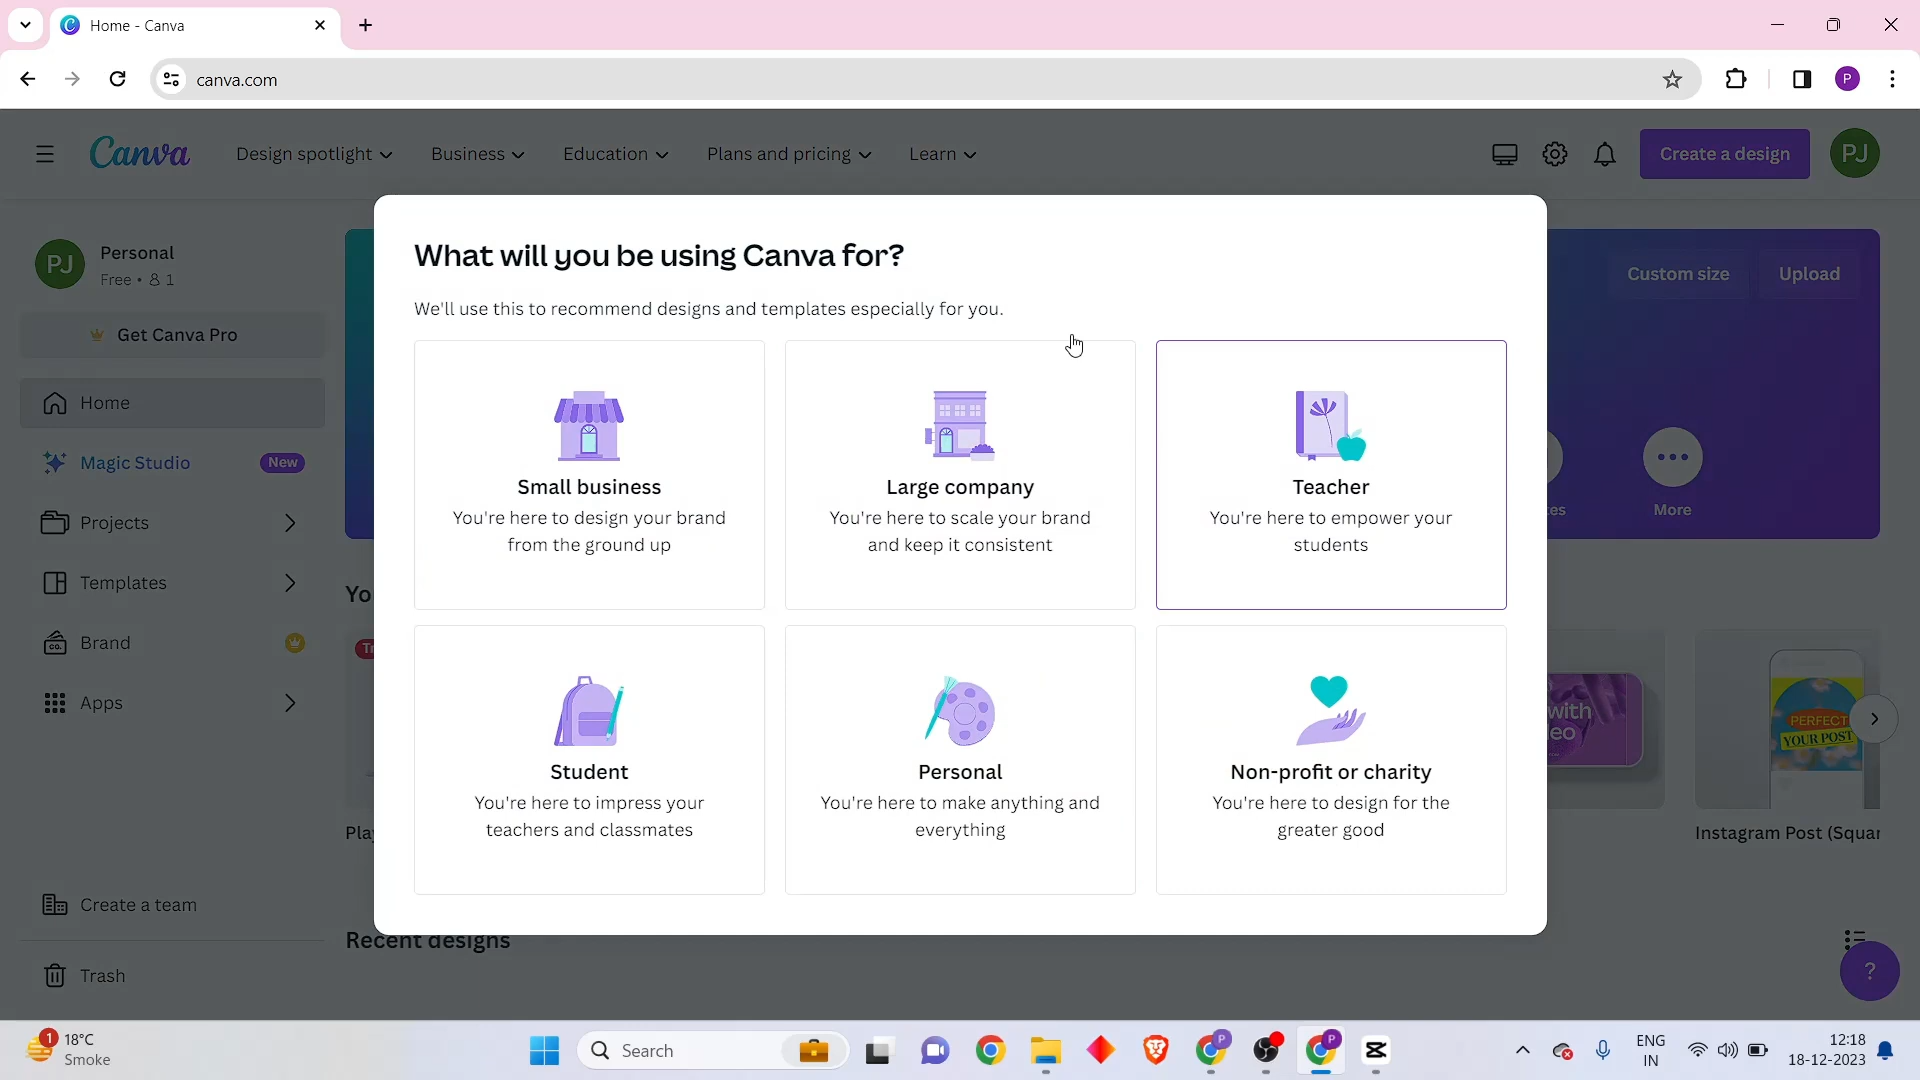 Home - Canva
canva.com
Canva
Design spotlight
Business
Education
Plans and pricing
Learn
Create a design
PJ
PJ
Personal
Free • 1
Get Canva Pro
Home
Magic Studio
New
Projects
Templates
Brand
Apps
Create a team
Trash
Custom size
Upload
More
What will you be using Canva for?
We'll use this to recommend designs and templates especially for you.
Small business
You're here to design your brand
from the ground up
Large company
You're here to scale your brand
and keep it consistent
Teacher
You're here to empower your
students
Student
You're here to impress your
teachers and classmates
Personal
You're here to make anything and
everything
Non-profit or charity
You're here to design for the
greater good
with
PERFECT
YOUR POST
Instagram Post (Squar
Recent designs
?
1
18°C
Smoke
Search
ENG
IN
12:18
18-12-2023
P